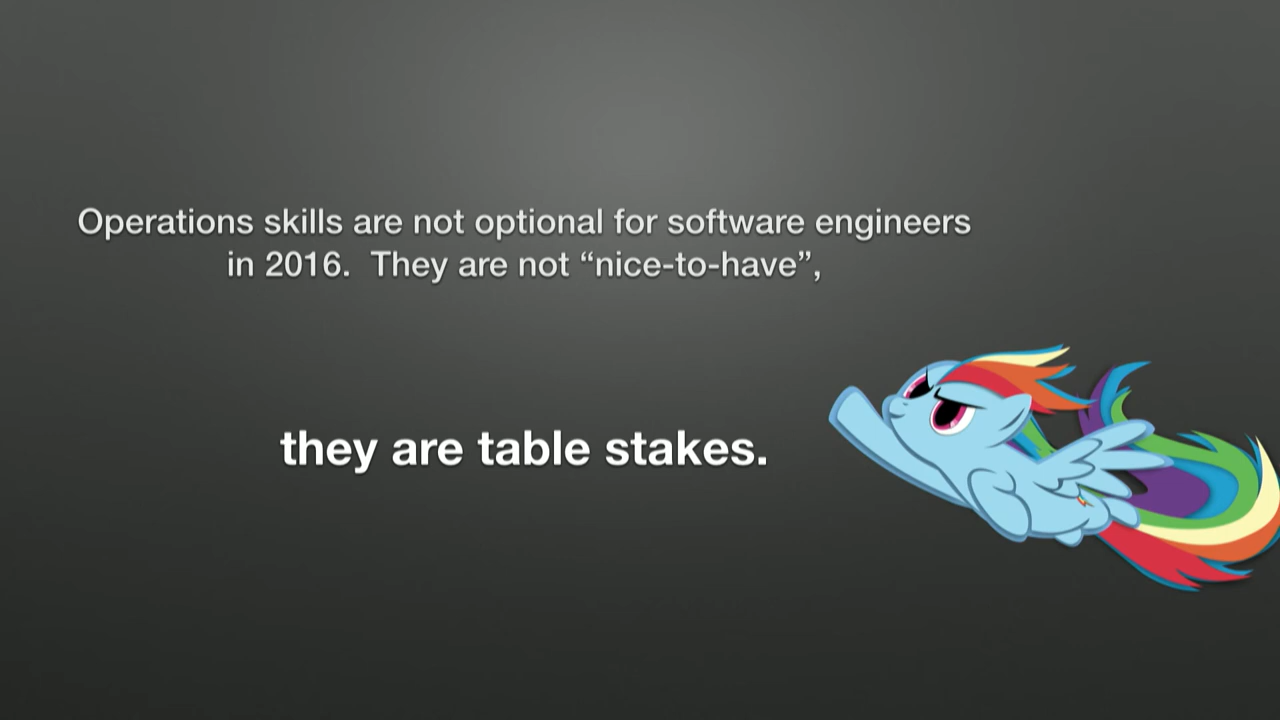 Operations skills are not optional for software engineers
in 2016.  They are not “nice-to-have”,
they are table stakes.